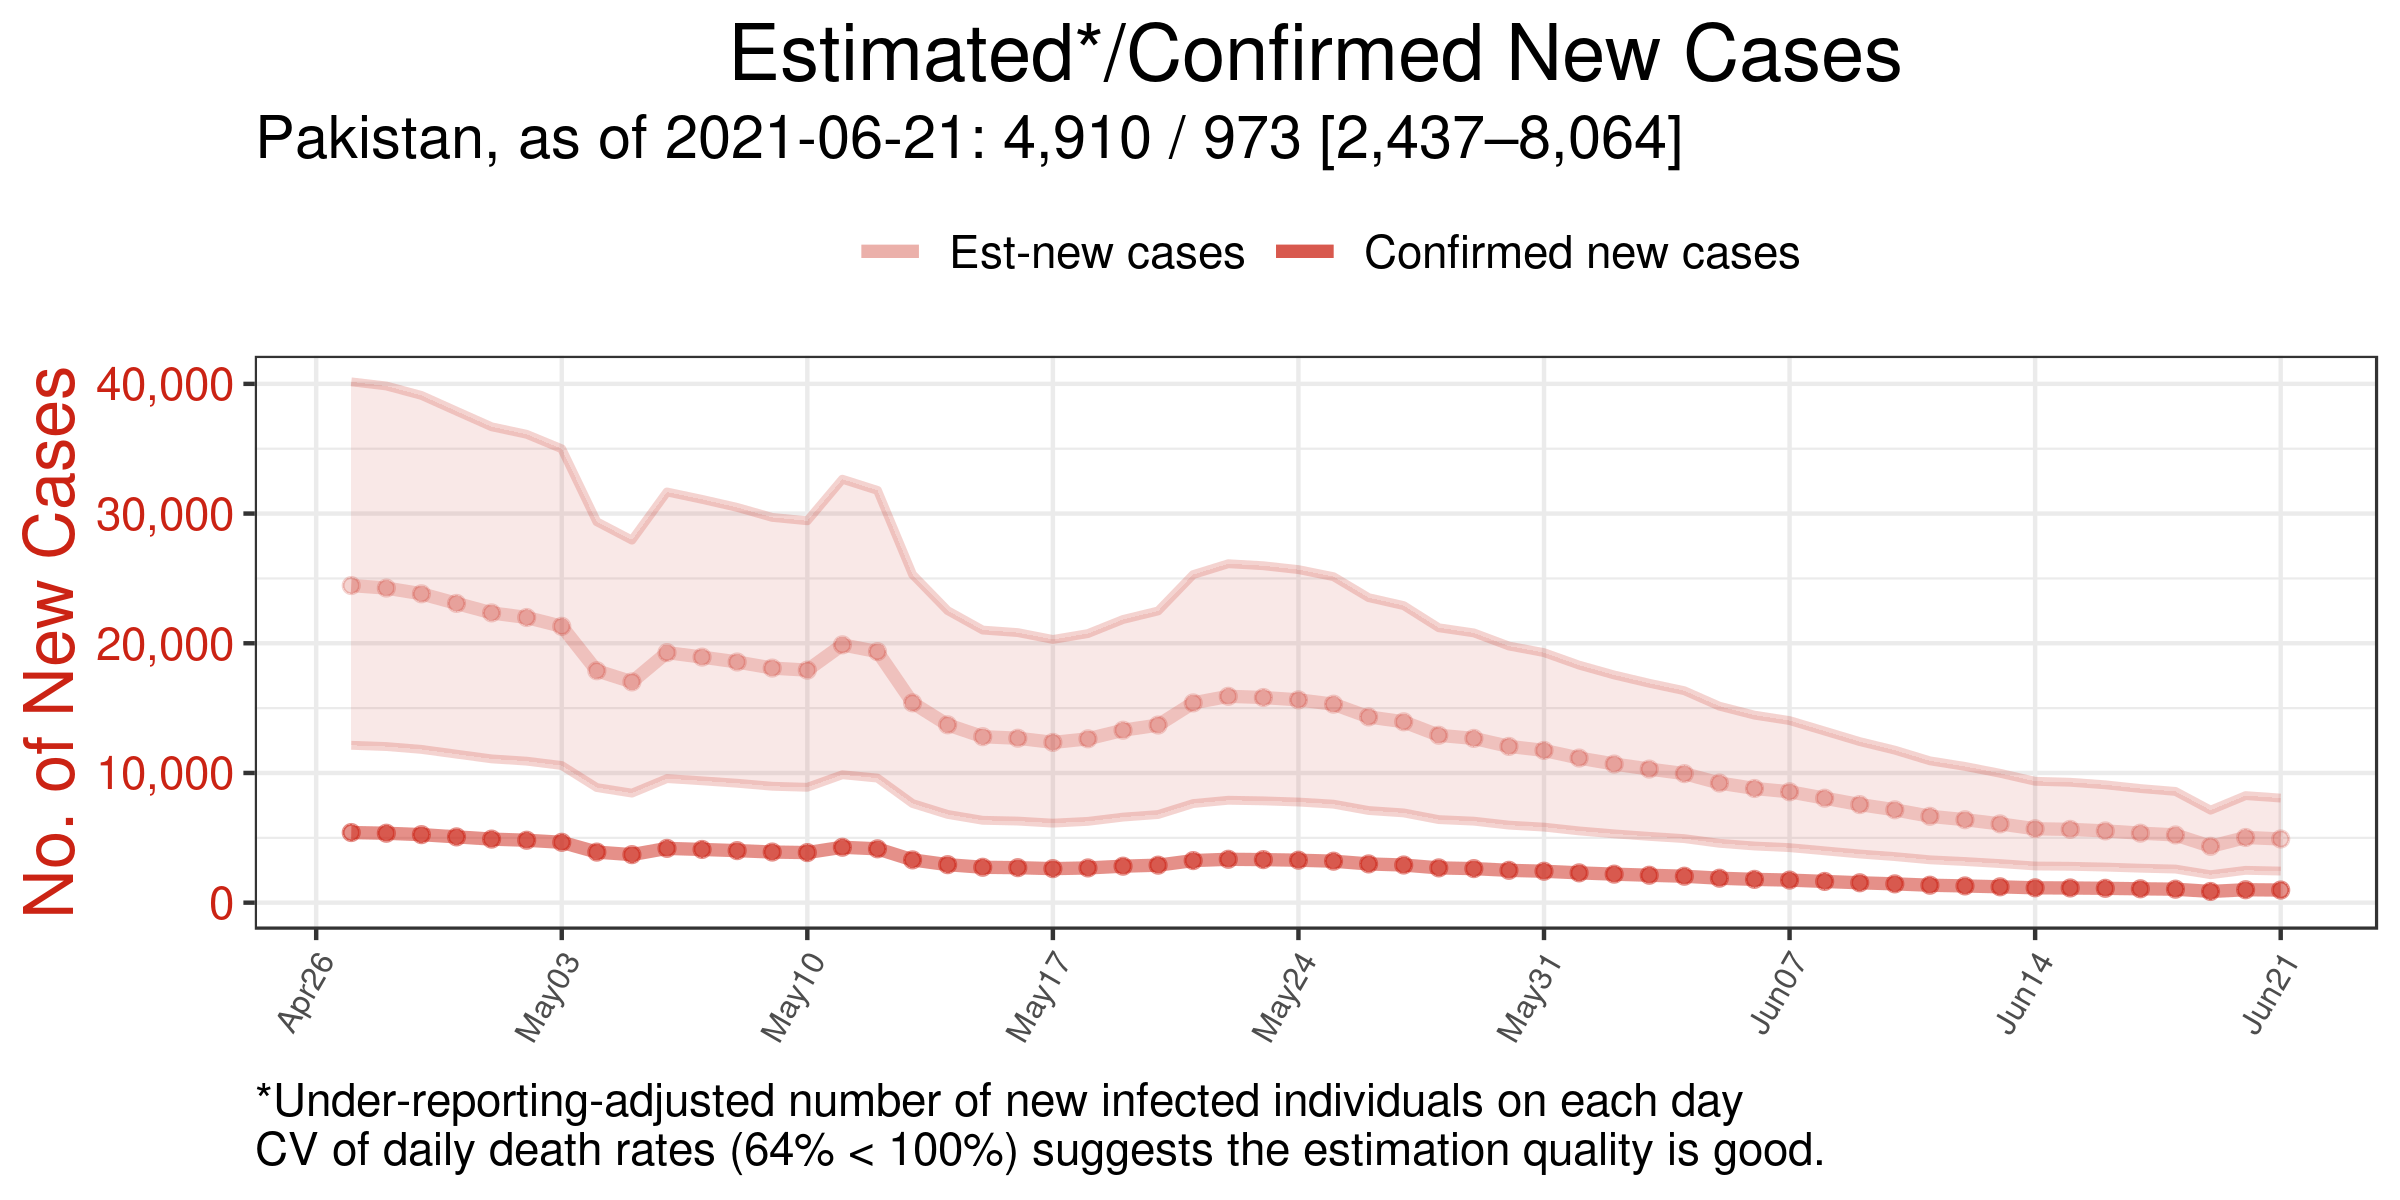 Estimated*/Confirmed New Cases
Pakistan, as of 2021-06-21: 4,910 / 973 [2,437–8,064]
Est-new cases
Confirmed new cases
No. of New Cases
40,000
30,000
20,000
10,000
0
Apr26
May03
May10
May17
May24
May31
Jun07
Jun14
Jun21
*Under-reporting-adjusted number of new infected individuals on each day
CV of daily death rates (64% < 100%) suggests the estimation quality is good.